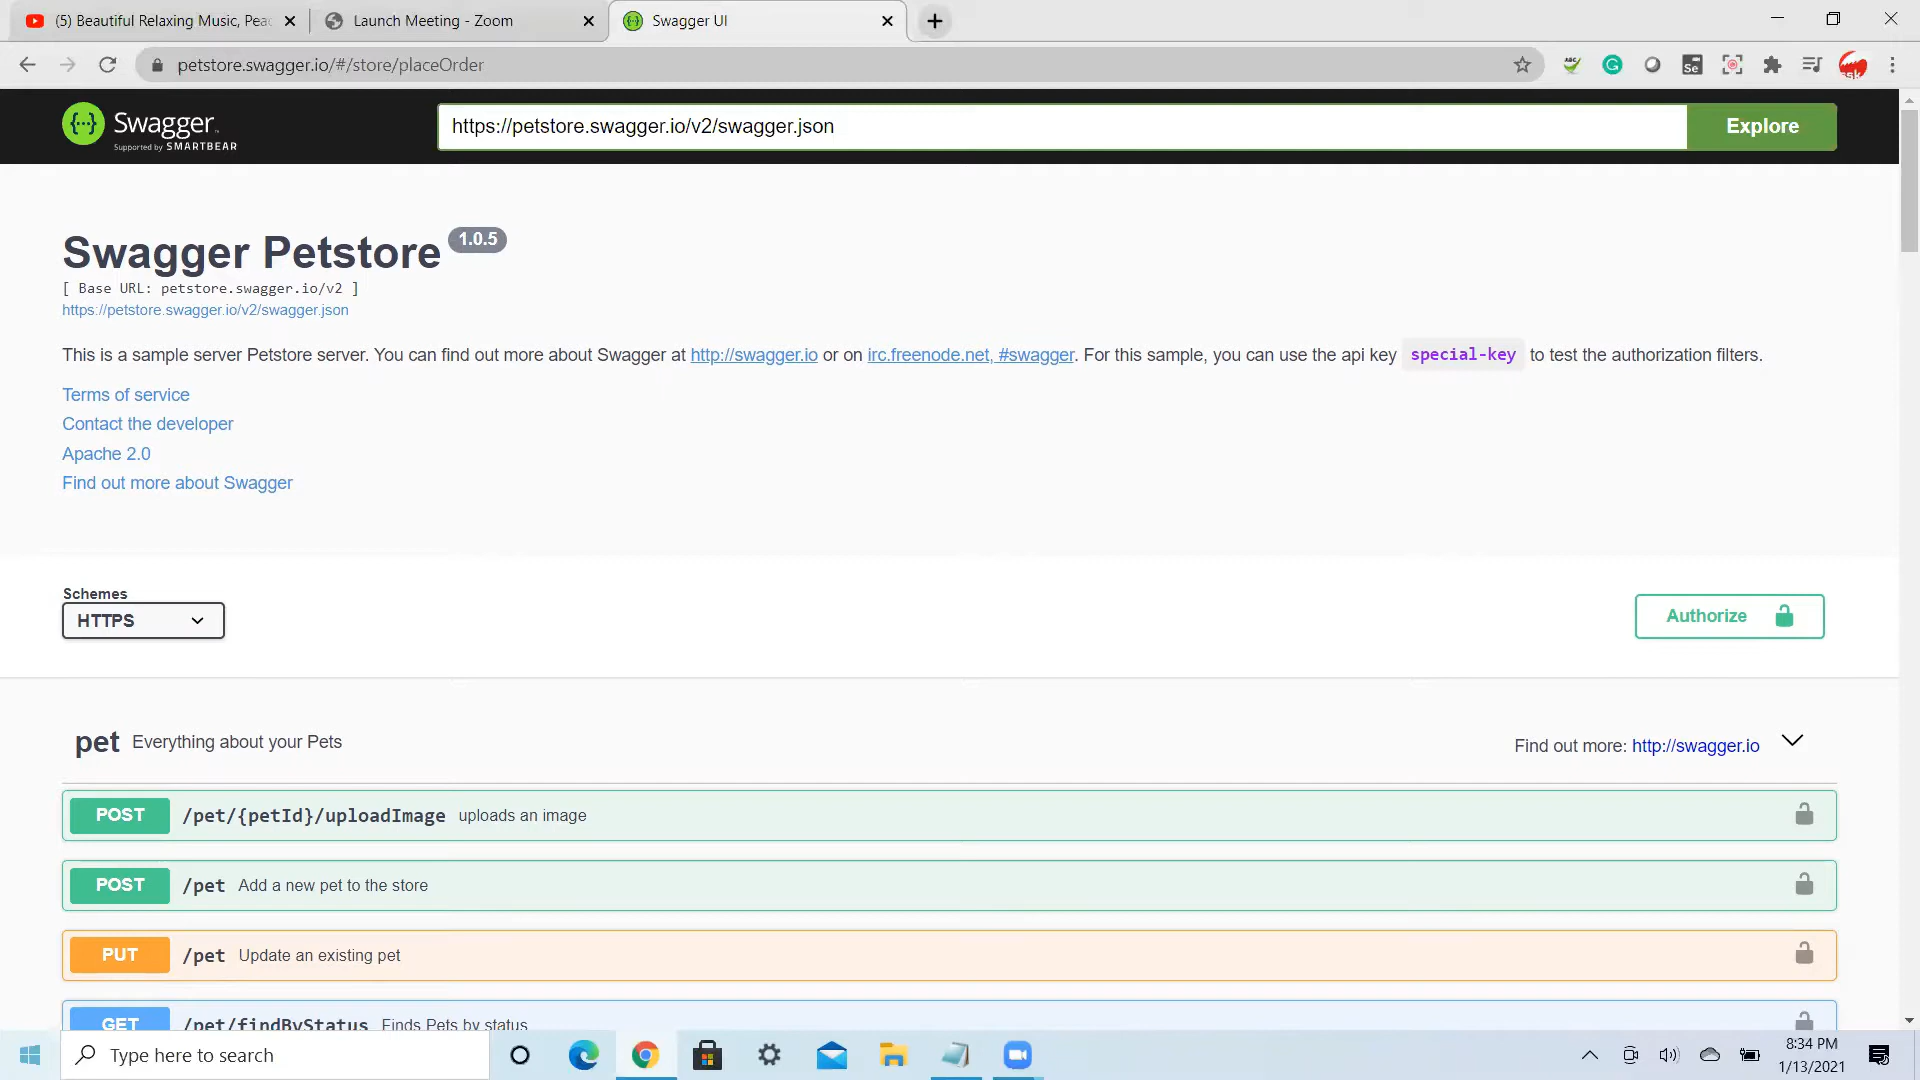 (5) Beautiful Relaxing Music, Pea
Launch Meeting - Zoom
Swagger UI
petstore.swagger.io/#/store/placeOrder
ABC
G
Se
ssk
Swagger
Supported by SMARTBEAR
https://petstore.swagger.io/v2/swagger.json
Explore
Swagger Petstore 1.0.5
[ Base URL: petstore.swagger.io/v2 ]
https://petstore.swagger.io/v2/swagger.json
This is a sample server Petstore server. You can find out more about Swagger at http://swagger.io or on irc.freenode.net, #swagger. For this sample, you can use the api key special-key to test the authorization filters.
Terms of service
Contact the developer
Apache 2.0
Find out more about Swagger
Schemes
HTTPS
Authorize
pet Everything about your Pets
Find out more: http://swagger.io
POST /pet/{petId}/uploadImage uploads an image
POST /pet Add a new pet to the store
PUT /pet Update an existing pet
GET /pet/findByStatus Finds Pets by status
Type here to search
8:34 PM
1/13/2021